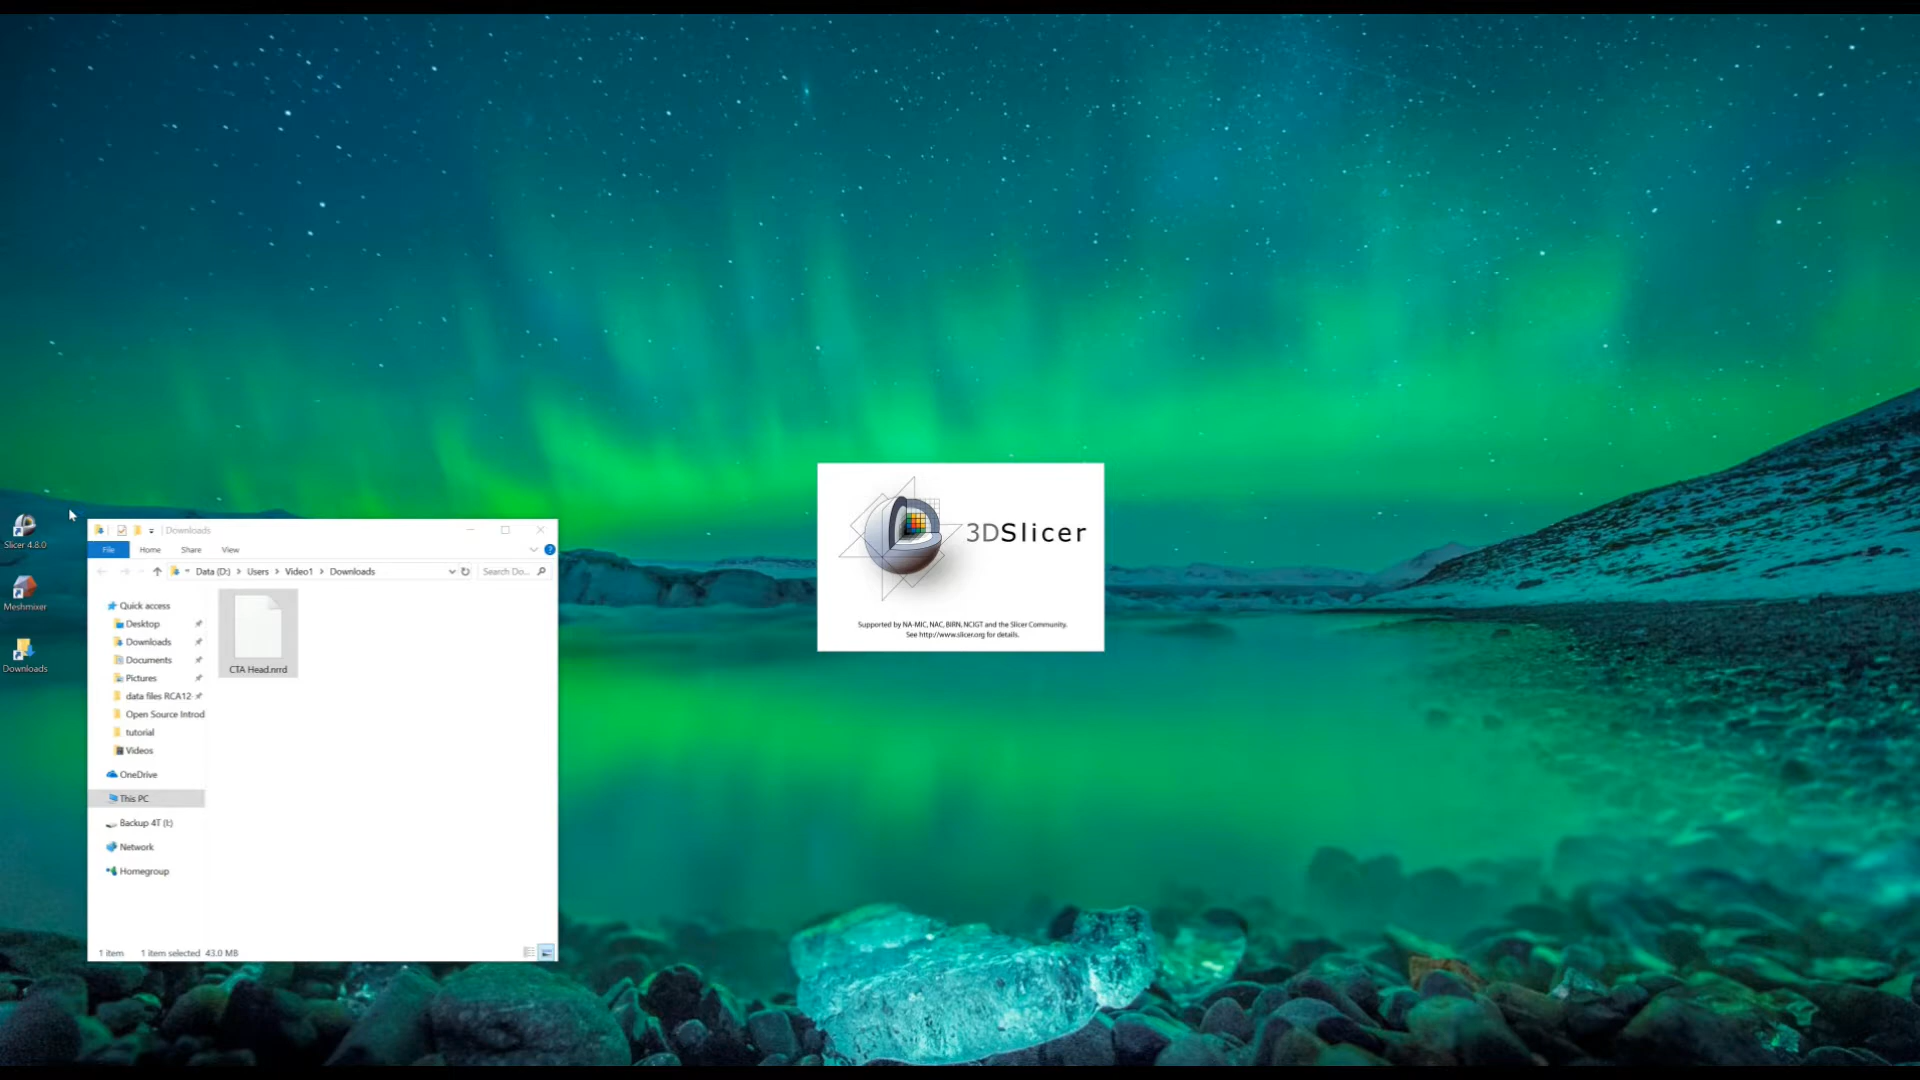 Slicer 4.8.0
Meshmixer
Downloads
Downloads
File Home Share View
Data (D:) > Users > Video1 > Downloads
Search Do...
Quick access
Desktop
Downloads
Documents
Pictures
data files RCA12-
Open Source Introd
tutorial
Videos
OneDrive
This PC
Backup 4T (I:)
Network
Homegroup
CTA Head.nrrd
1 item 1 item selected 43.0 MB
3DSlicer
Supported by NA-MIC, NAC, BIRN, NCIGT and the Slicer Community.
See http://www.slicer.org for details.